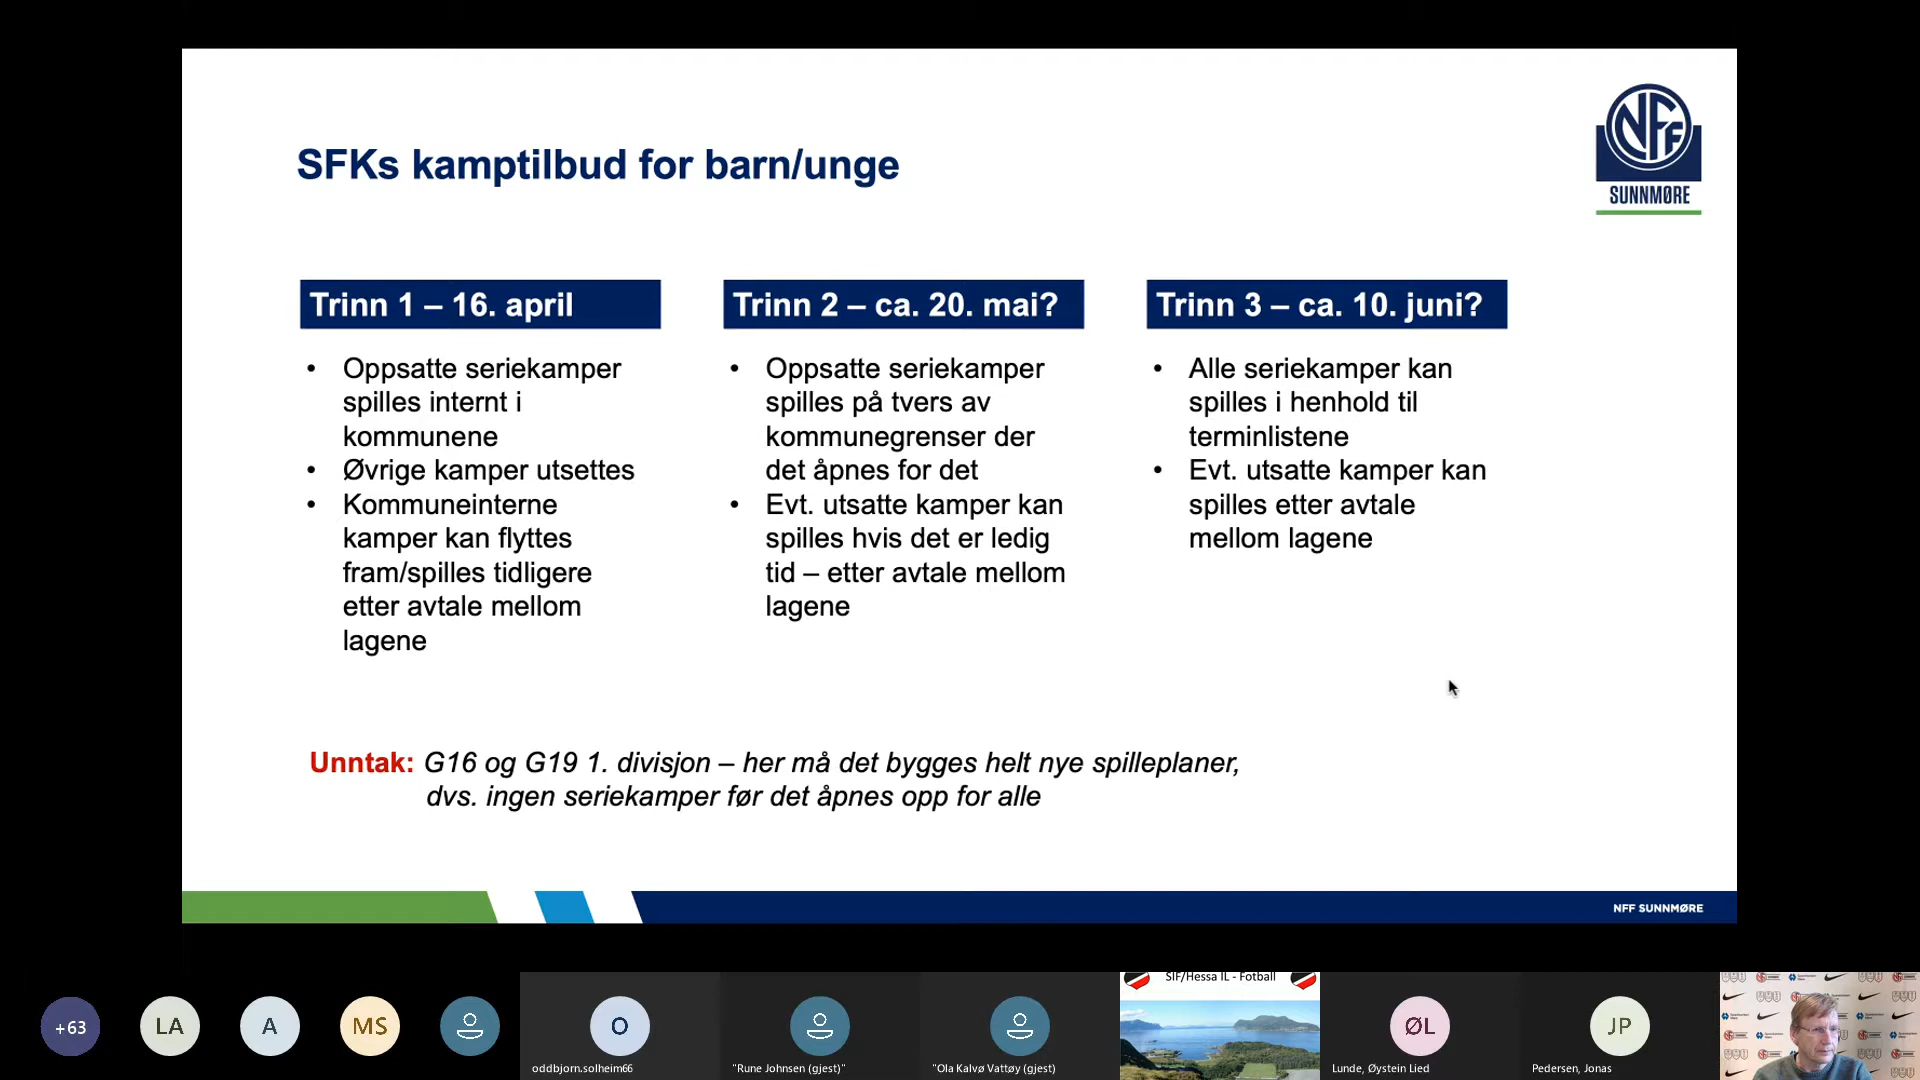 NFF
SUNNMØRE
SFKs kamptilbud for barn/unge
Trinn 1 – 16. april
• Oppsatte seriekamper
spilles internt i
kommunene
• Øvrige kamper utsettes
• Kommuneinterne
kamper kan flyttes
fram/spilles tidligere
etter avtale mellom
lagene
Trinn 2 – ca. 20. mai?
• Oppsatte seriekamper
spilles på tvers av
kommunegrenser der
det åpnes for det
• Evt. utsatte kamper kan
spilles hvis det er ledig
tid – etter avtale mellom
lagene
Trinn 3 – ca. 10. juni?
• Alle seriekamper kan
spilles i henhold til
terminlistene
• Evt. utsatte kamper kan
spilles etter avtale
mellom lagene
Unntak: G16 og G19 1. divisjon – her må det bygges helt nye spilleplaner,
dvs. ingen seriekamper før det åpnes opp for alle
NFF SUNNMØRE
+63
LA
A
MS
O
oddbjorn.solheim66
"Rune Johnsen (gjest)"
"Ola Kalvø Vattøy (gjest)
SIF/Hessa IL - Fotball
ØL
Lunde, Øystein Lied
JP
Pedersen, Jonas